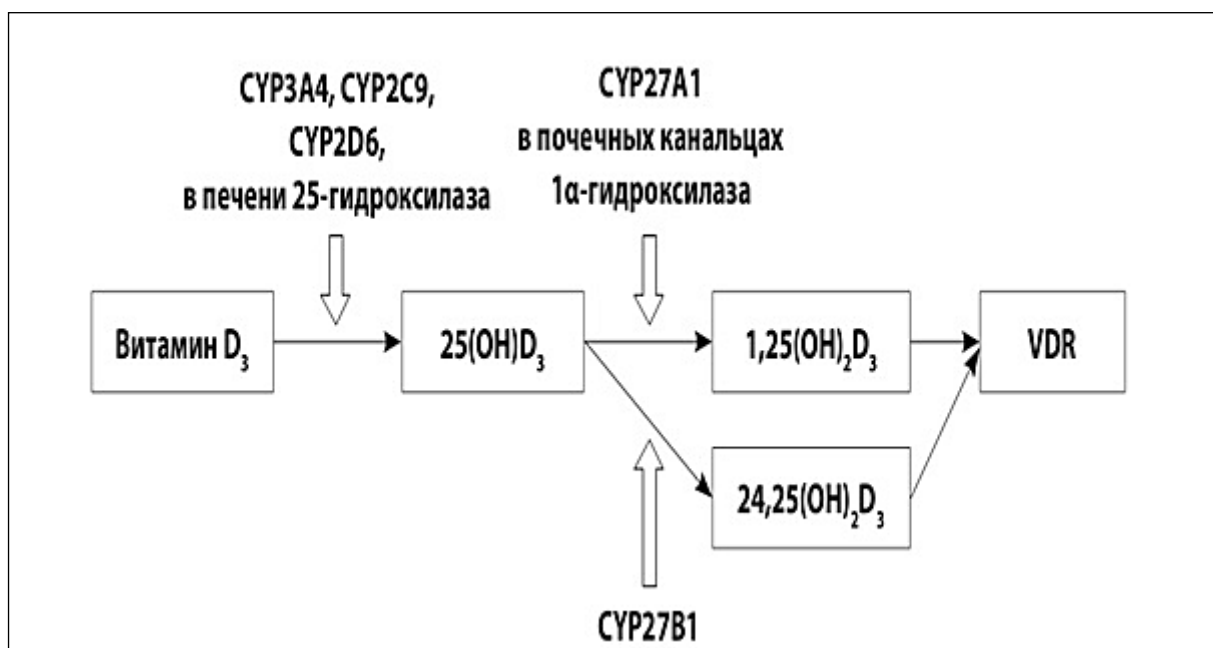 CYP3A4, CYP2C9,
CYP2D6,
в печени 25-гидроксилаза
CYP27A1
в почечных канальцах
1α-гидроксилаза
Витамин D₃
25(OH)D₃
1,25(OH)₂D₃
VDR
24,25(OH)₂D₃
CYP27B1